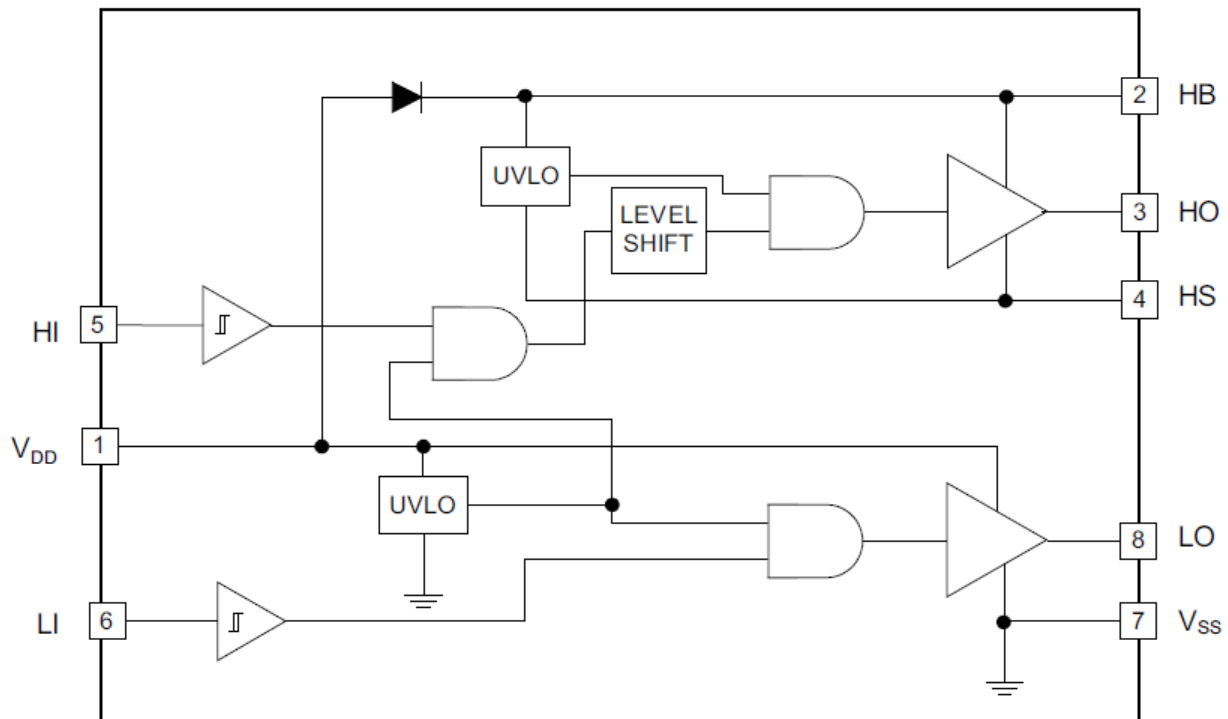 2 HB
UVLO
LEVEL
SHIFT
3 HO
4 HS
HI 5
VDD 1
UVLO
8 LO
LI 6
7 VSS